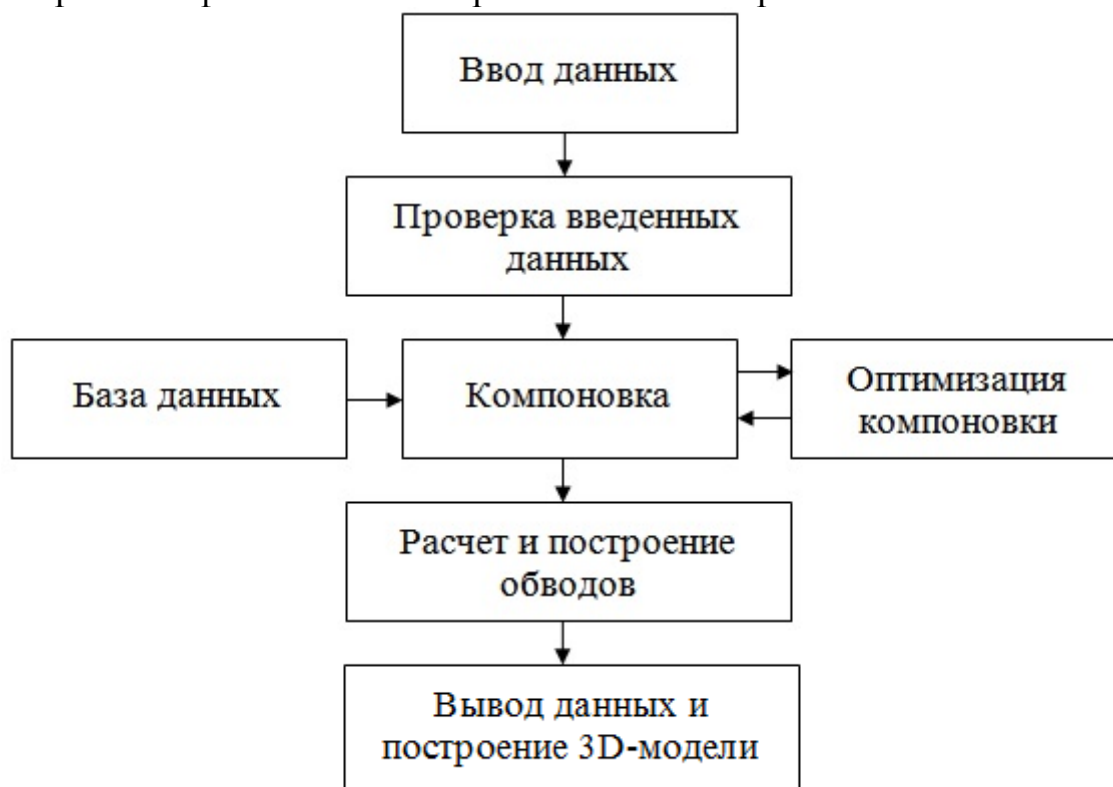 Ввод данных
Проверка введенных
данных
База данных
Компоновка
Оптимизация
компоновки
Расчет и построение
обводов
Вывод данных и
построение 3D-модели